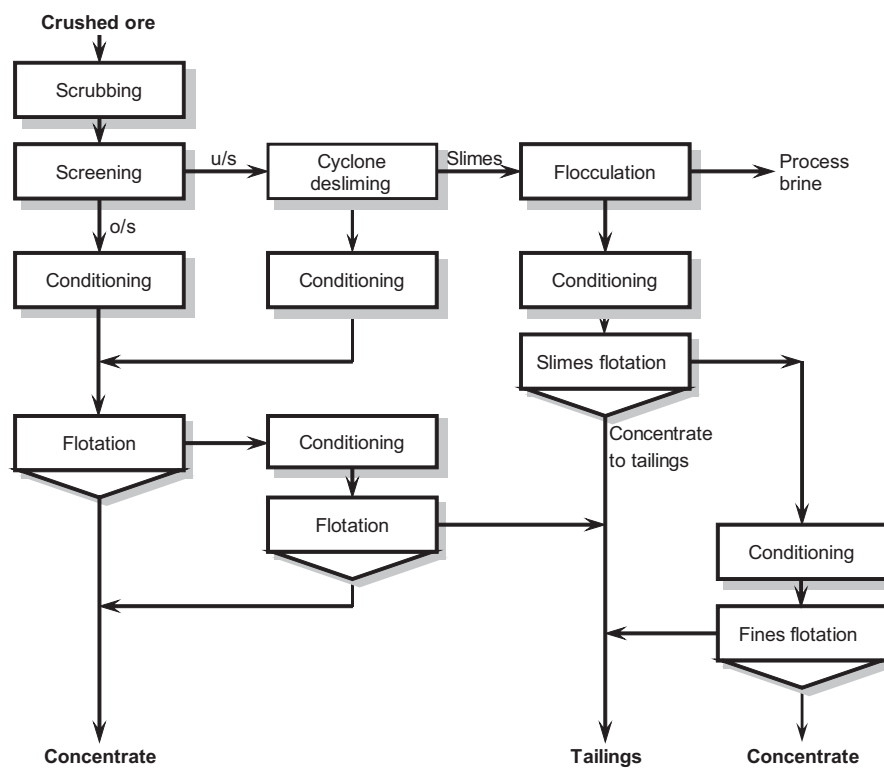 Crushed ore
Scrubbing
Screening
u/s
Cyclone
desliming
Slimes
Flocculation
Process
brine
o/s
Conditioning
Conditioning
Conditioning
Slimes flotation
Flotation
Conditioning
Concentrate
to tailings
Flotation
Conditioning
Fines flotation
Concentrate
Tailings
Concentrate